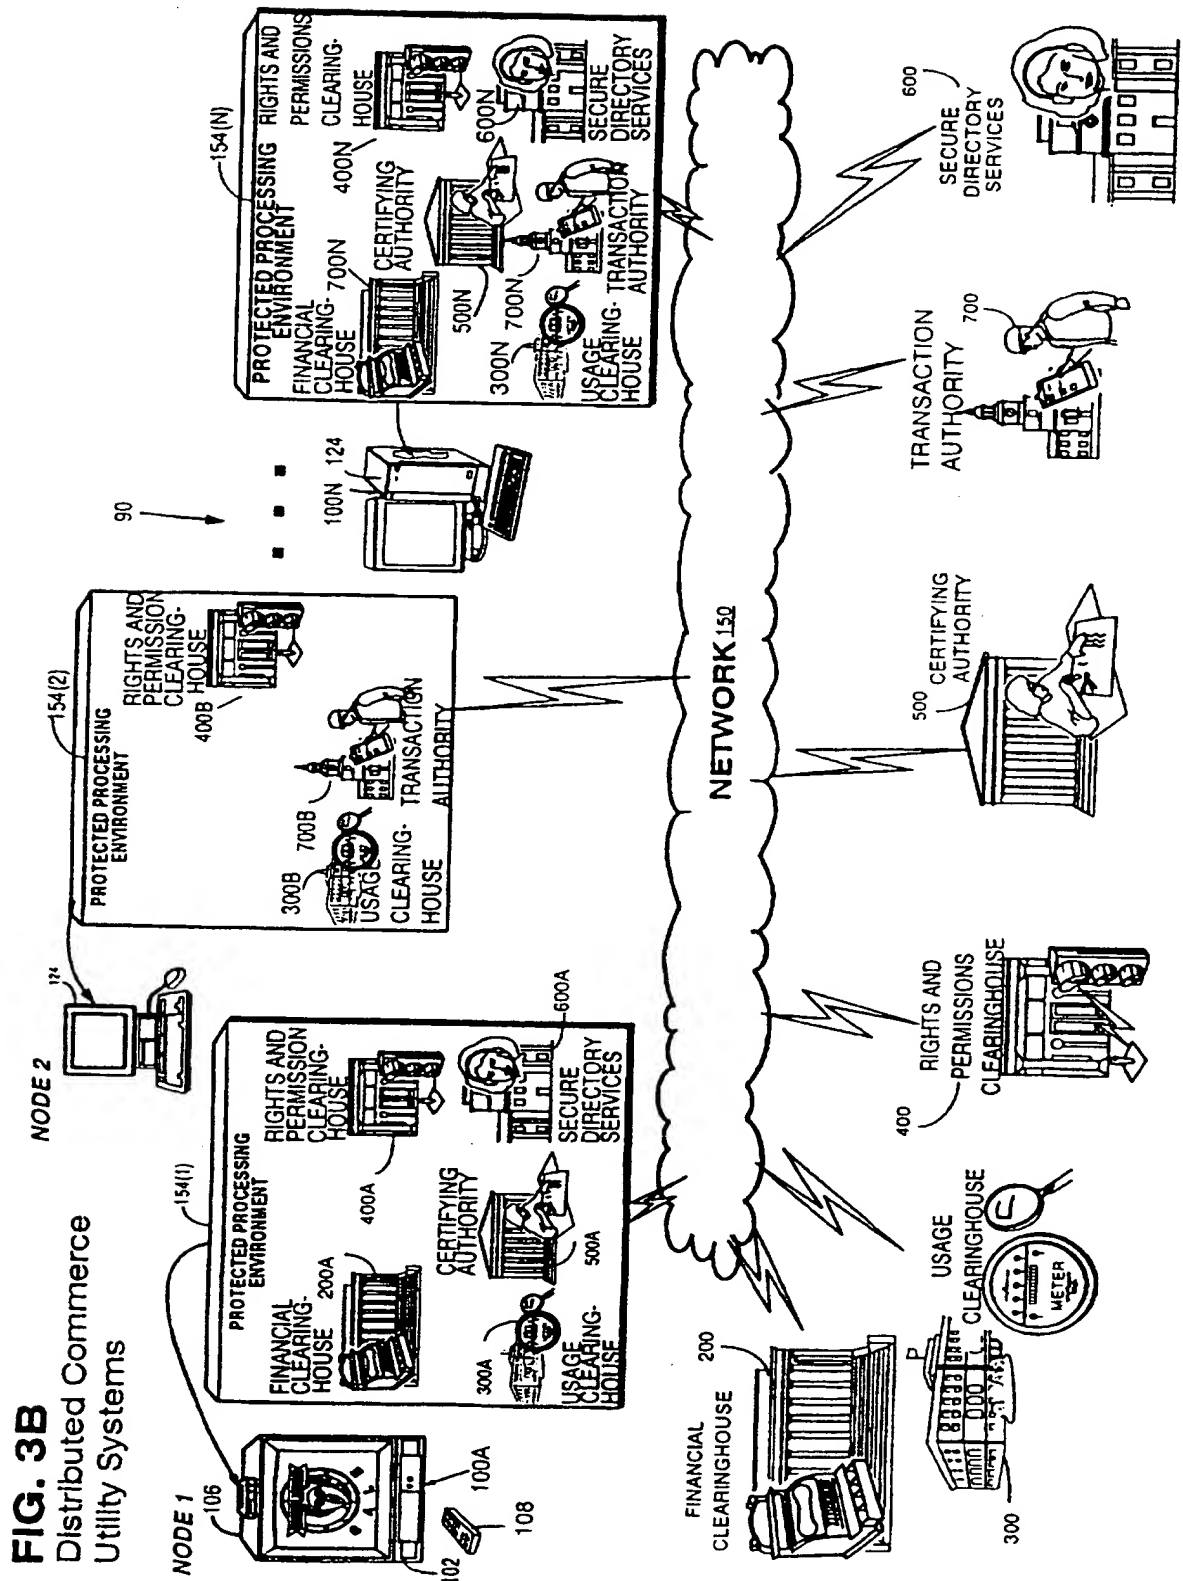 FIG. 3B
Distributed Commerce
Utility Systems
NODE 1
106
102
100A
108
154(1)
PROTECTED PROCESSING
ENVIRONMENT
FINANCIAL
CLEARING-
HOUSE
200A
RIGHTS AND
PERMISSION
CLEARING-
HOUSE
400A
CERTIFYING
AUTHORITY
500A
300A
USAGE
CLEARING-
HOUSE
SECURE
DIRECTORY
SERVICES
600A
NODE 2
124
154(2)
PROTECTED PROCESSING
ENVIRONMENT
RIGHTS AND
PERMISSION
CLEARING-
HOUSE
400B
300B
USAGE
CLEARING-
HOUSE
700B
TRANSACTION
AUTHORITY
90
100N
124
154(N)
PROTECTED PROCESSING
ENVIRONMENT
RIGHTS AND
PERMISSIONS
CLEARING-
HOUSE
400N
FINANCIAL
CLEARING-
HOUSE
700N
CERTIFYING
AUTHORITY
500N
600N
SECURE
DIRECTORY
SERVICES
300N
USAGE
CLEARING-
HOUSE
700N
TRANSACTION
AUTHORITY
NETWORK 150
FINANCIAL
CLEARINGHOUSE
200
300
USAGE
CLEARINGHOUSE
METER
RIGHTS AND
PERMISSIONS
CLEARINGHOUSE
400
500
CERTIFYING
AUTHORITY
TRANSACTION
AUTHORITY
700
SECURE
DIRECTORY
SERVICES
600